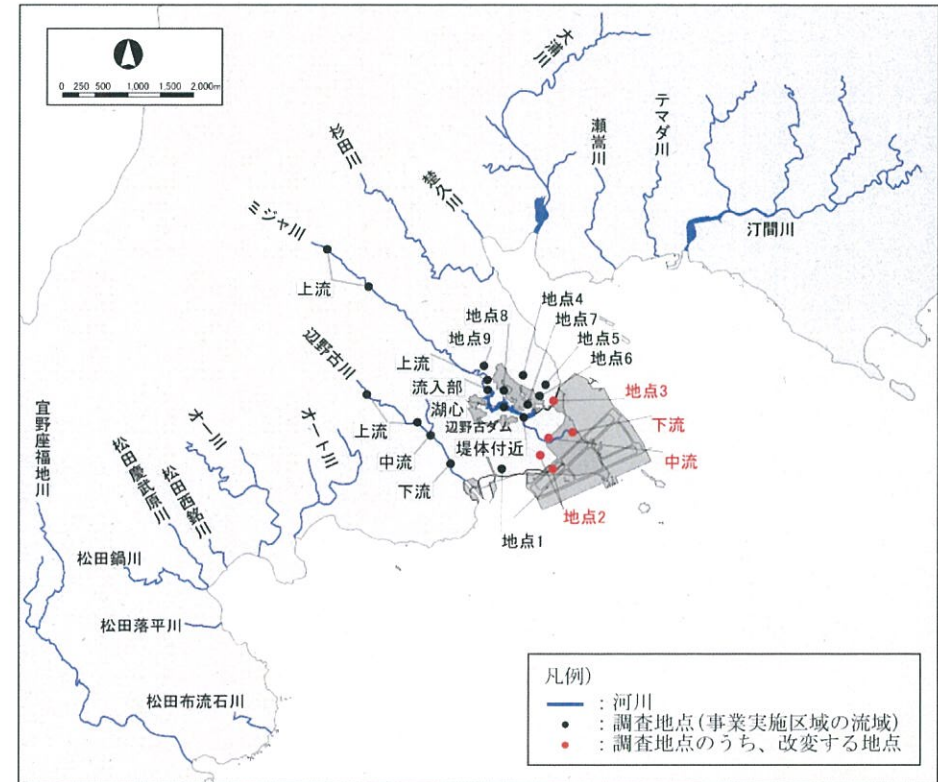 0 250 500 1,000 1,500 2,000m
大浦川
テマダ川
瀬嵩川
杉田川
楚久川
汀間川
ミジャ川
上流
地点4
地点8
地点7
地点9
地点5
地点6
上流
地点3
辺野古川
流入部
下流
湖心
辺野古ダム
上流
堤体付近
中流
中流
下流
地点2
地点1
宜野座福地川
オー川
オート川
松田慶武原川
松田西銘川
松田鍋川
松田落平川
松田布流石川
凡例)
:河川
:調査地点(事業実施区域の流域)
:調査地点のうち、改変する地点